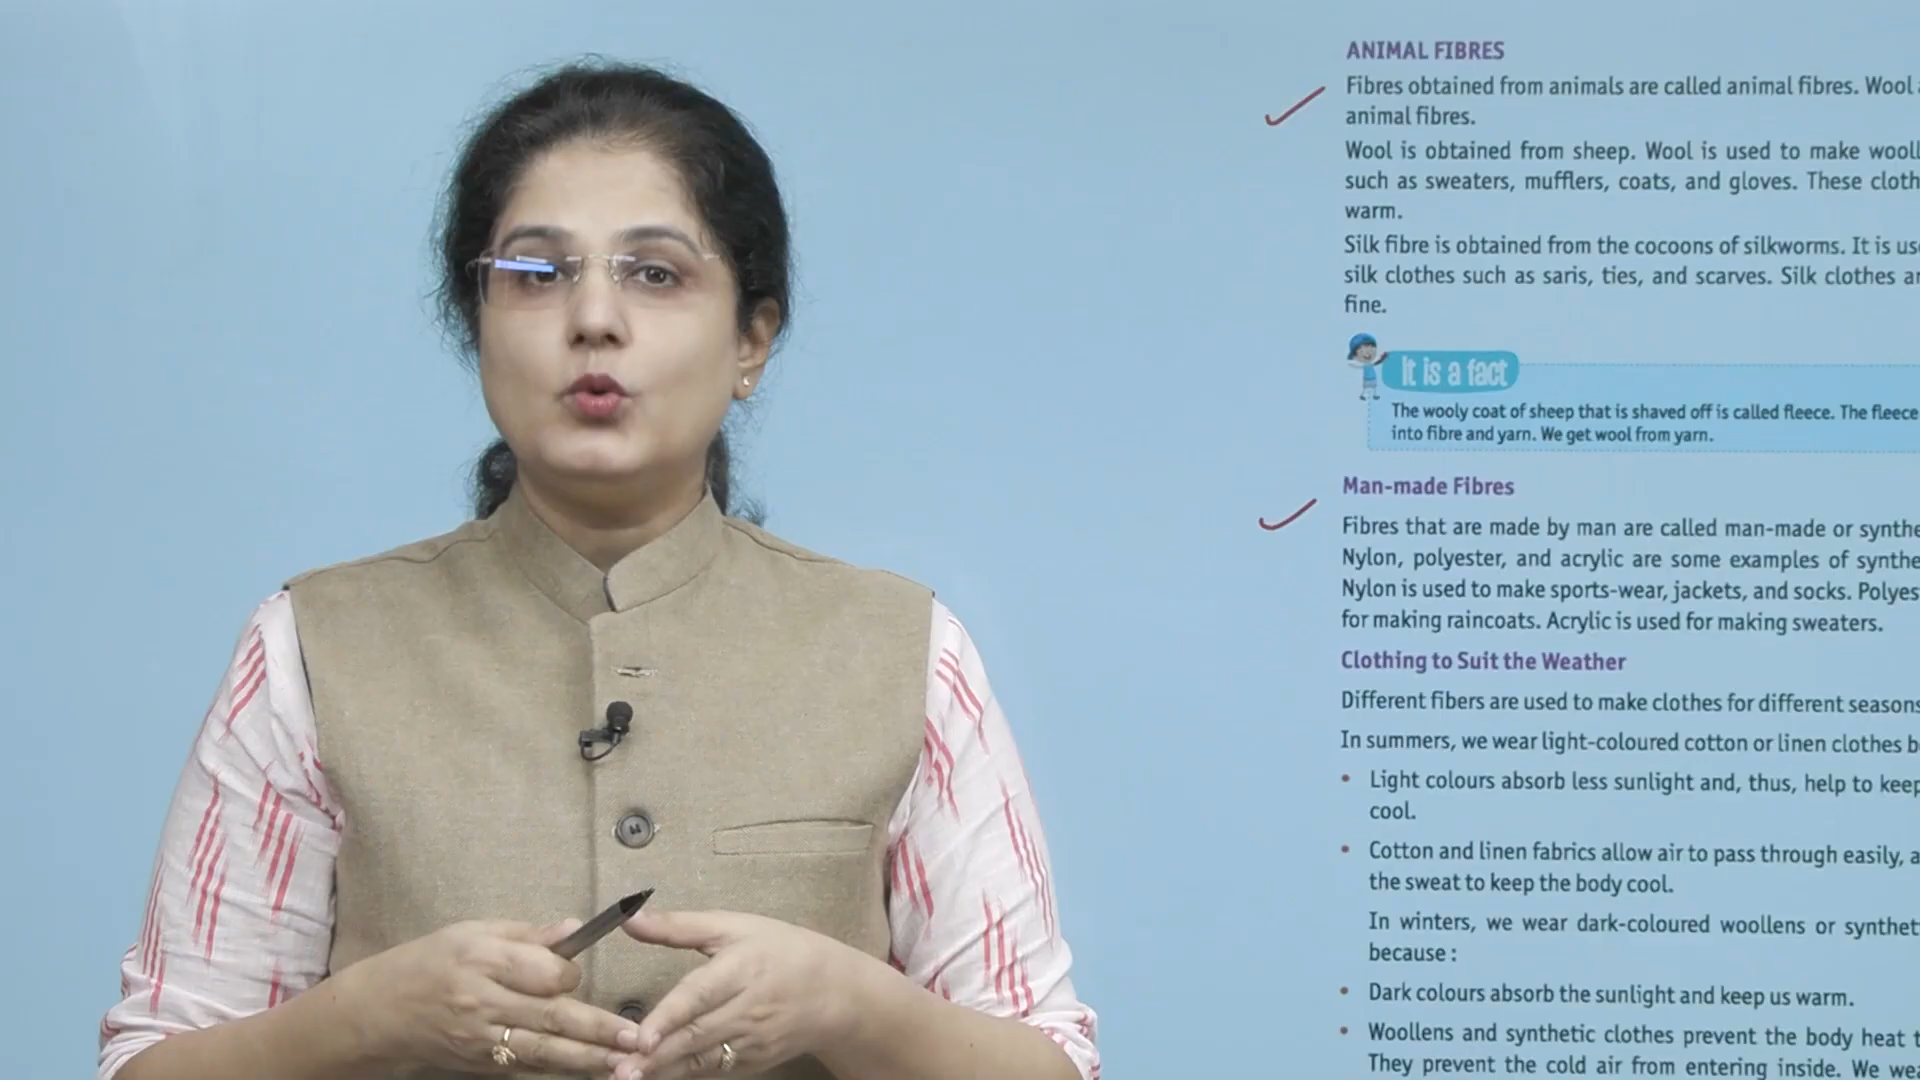 ANIMAL FIBRES
Fibres obtained from animals are called animal fibres. Wool
animal fibres.
Wool is obtained from sheep. Wool is used to make
such as sweaters, mufflers, coats, and gloves. These
warm.
Silk fibre is obtained from the cocoons of silkworms. It is
silk clothes such as saris, ties, and scarves. Silk clothes
fine.
It is a fact
The wooly coat of sheep that is shaved off is called fleece. The fleece
into fibre and yarn. We get wool from yarn.
Man-made Fibres
Fibres that are made by man are called man-made or
Nylon, polyester, and acrylic are some examples of
Nylon is used to make sports-wear, jackets, and socks.
for making raincoats. Acrylic is used for making sweaters.
Clothing to Suit the Weather
Different fibers are used to make clothes for different seasons
In summers, we wear light-coloured cotton or linen clothes
• Light colours absorb less sunlight and, thus, help to keep
cool.
• Cotton and linen fabrics allow air to pass through easily,
the sweat to keep the body cool.
In winters, we wear dark-coloured woollens or
because :
• Dark colours absorb the sunlight and keep us warm.
• Woollens and synthetic clothes prevent the body heat
They prevent the cold air from entering inside. We